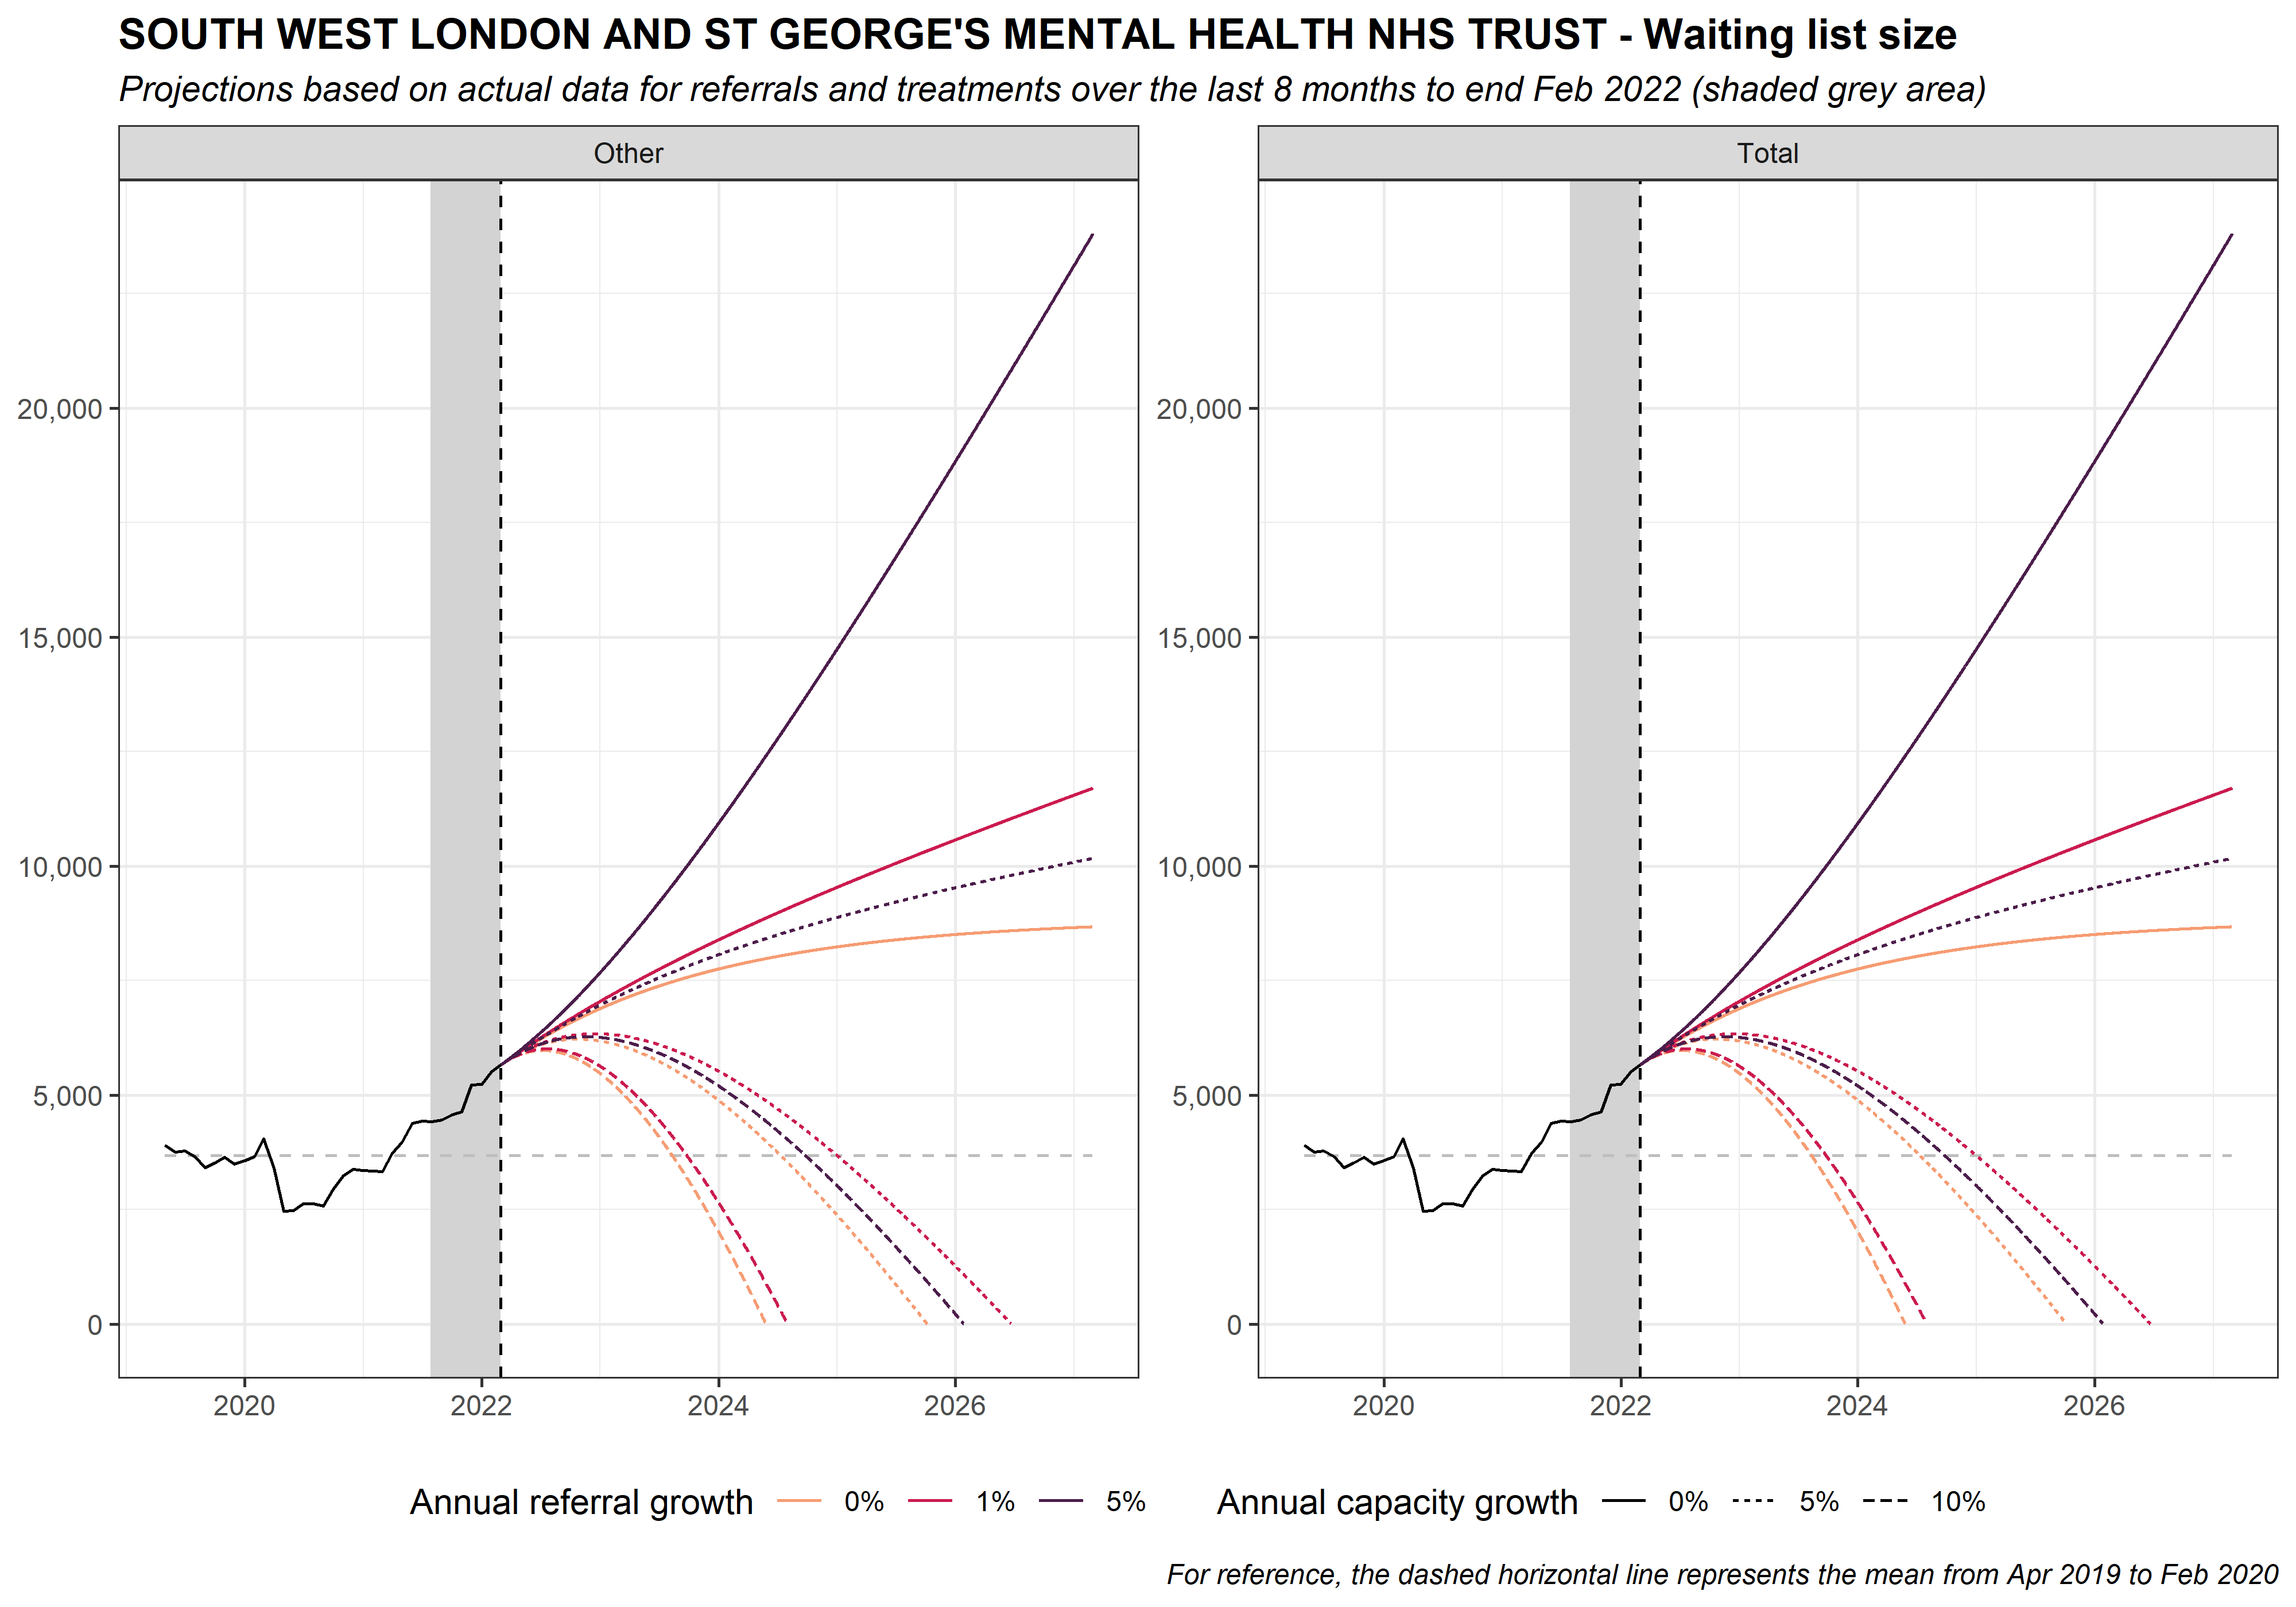 SOUTH WEST LONDON AND ST GEORGE'S MENTAL HEALTH NHS TRUST - Waiting list size
Projections based on actual data for referrals and treatments over the last 8 months to end Feb 2022 (shaded grey area)
Other
20,000
15,000
10,000
5,000
0
2020 2022 2024 2026
Total
20,000
15,000
10,000
5,000
0
2020 2022 2024 2026
Annual referral growth 0% 1% 5%
Annual capacity growth 0% 5% 10%
For reference, the dashed horizontal line represents the mean from Apr 2019 to Feb 2020